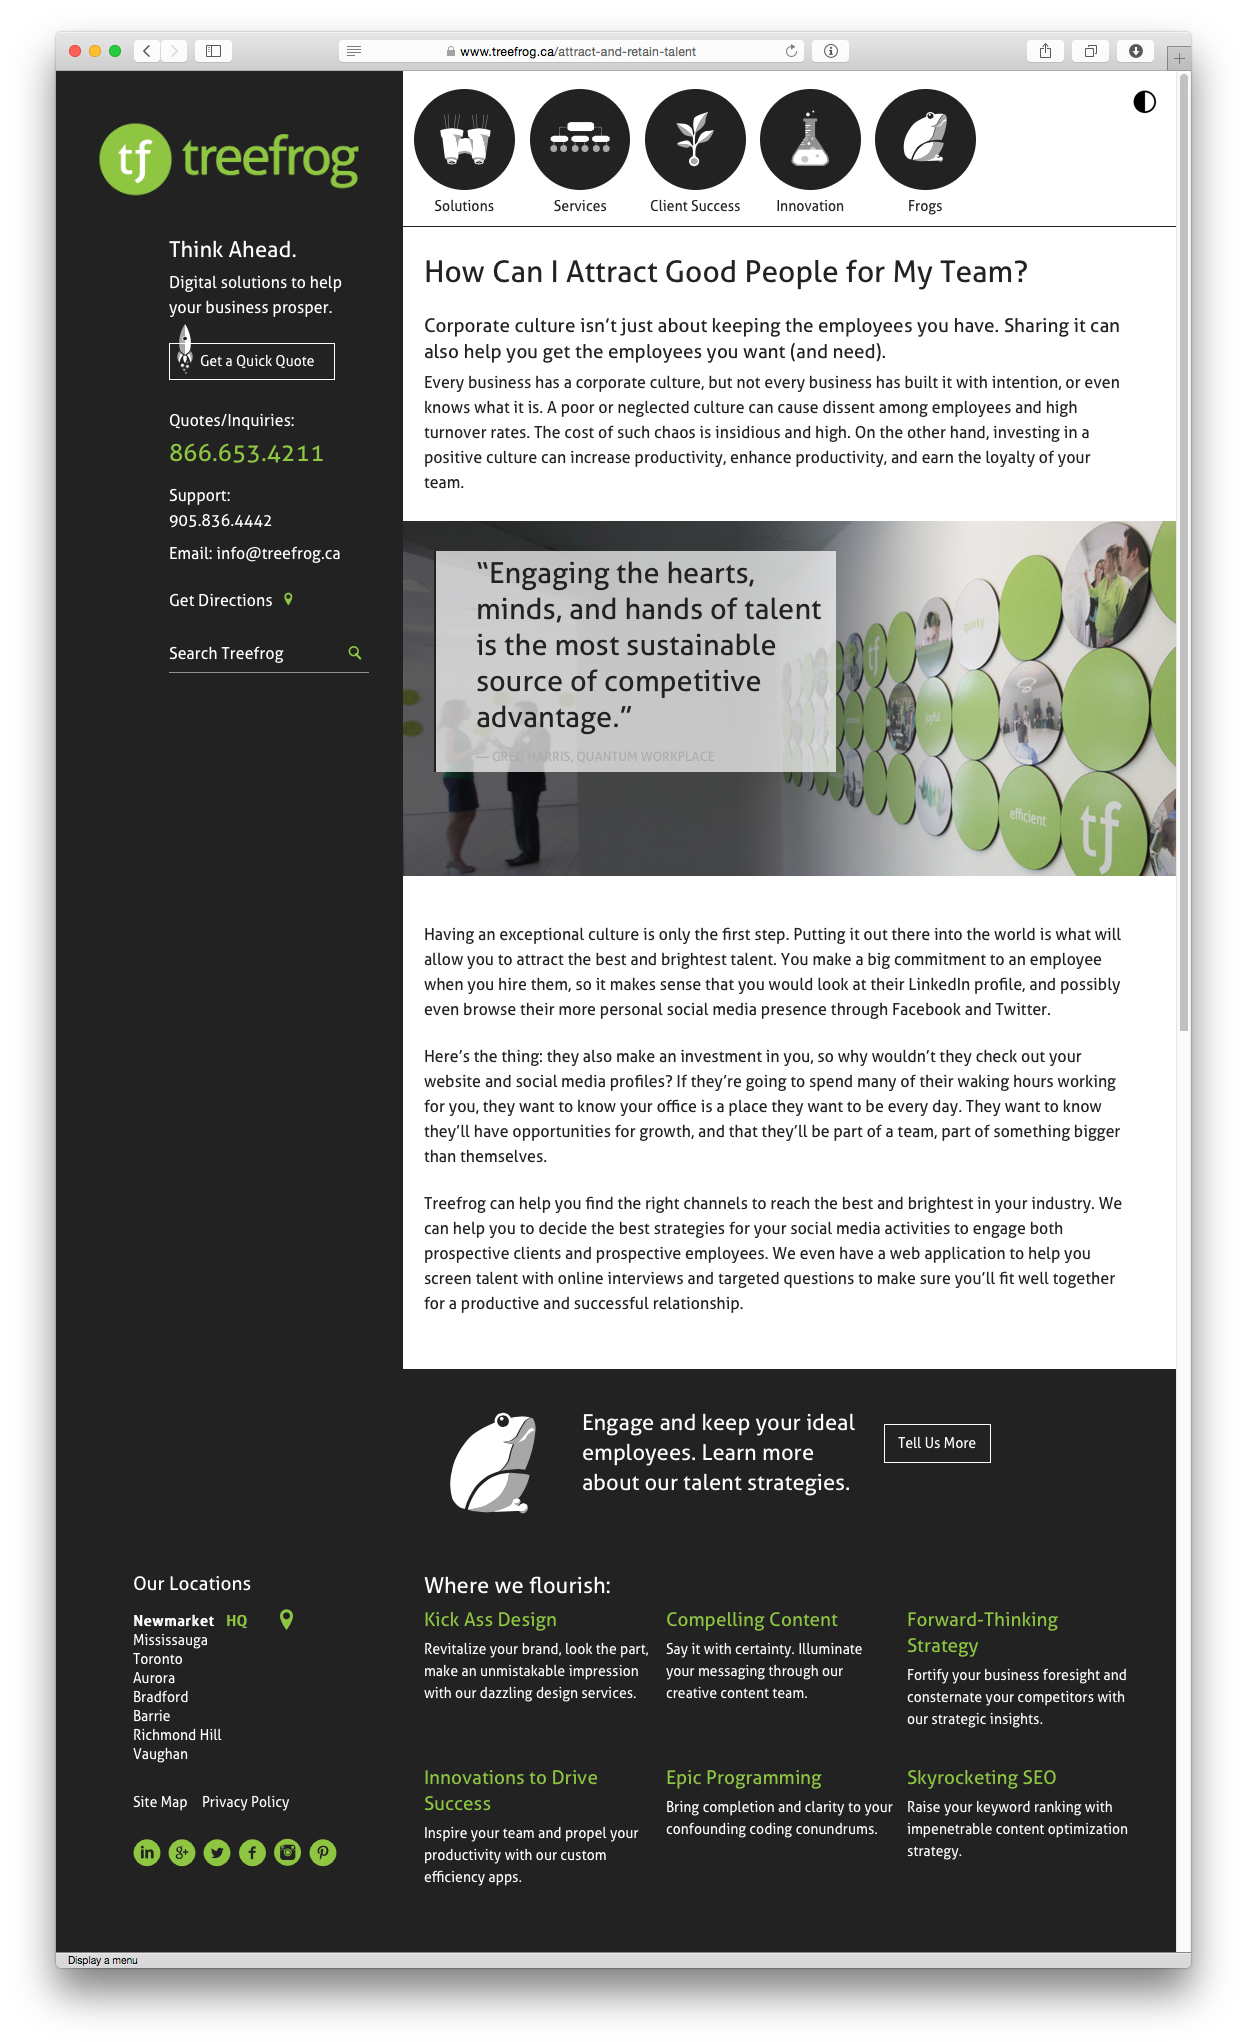 www.treefrog.ca/attract-and-retain-talent
tf treefrog
Think Ahead.
Digital solutions to help
your business prosper.
Get a Quick Quote
Quotes/Inquiries:
866.653.4211
Support:
905.836.4442
Email: info@treefrog.ca
Get Directions
Search Treefrog
Solutions
Services
Client Success
Innovation
Frogs
How Can I Attract Good People for My Team?
Corporate culture isn’t just about keeping the employees you have. Sharing it can
also help you get the employees you want (and need).
Every business has a corporate culture, but not every business has built it with intention, or even
knows what it is. A poor or neglected culture can cause dissent among employees and high
turnover rates. The cost of such chaos is insidious and high. On the other hand, investing in a
positive culture can increase productivity, enhance productivity, and earn the loyalty of your
team.
“Engaging the hearts,
minds, and hands of talent
is the most sustainable
source of competitive
advantage.”
— GREG HARRIS, QUANTUM WORKPLACE
quirky
tf
joyful
efficient
tf
Having an exceptional culture is only the first step. Putting it out there into the world is what will
allow you to attract the best and brightest talent. You make a big commitment to an employee
when you hire them, so it makes sense that you would look at their LinkedIn profile, and possibly
even browse their more personal social media presence through Facebook and Twitter.
Here’s the thing: they also make an investment in you, so why wouldn’t they check out your
website and social media profiles? If they’re going to spend many of their waking hours working
for you, they want to know your office is a place they want to be every day. They want to know
they’ll have opportunities for growth, and that they’ll be part of a team, part of something bigger
than themselves.
Treefrog can help you find the right channels to reach the best and brightest in your industry. We
can help you to decide the best strategies for your social media activities to engage both
prospective clients and prospective employees. We even have a web application to help you
screen talent with online interviews and targeted questions to make sure you’ll fit well together
for a productive and successful relationship.
Engage and keep your ideal
employees. Learn more
about our talent strategies.
Tell Us More
Our Locations
Newmarket HQ
Mississauga
Toronto
Aurora
Bradford
Barrie
Richmond Hill
Vaughan
Site Map Privacy Policy
Where we flourish:
Kick Ass Design
Revitalize your brand, look the part,
make an unmistakable impression
with our dazzling design services.
Compelling Content
Say it with certainty. Illuminate
your messaging through our
creative content team.
Forward-Thinking
Strategy
Fortify your business foresight and
consternate your competitors with
our strategic insights.
Innovations to Drive
Success
Inspire your team and propel your
productivity with our custom
efficiency apps.
Epic Programming
Bring completion and clarity to your
confounding coding conundrums.
Skyrocketing SEO
Raise your keyword ranking with
impenetrable content optimization
strategy.
Display a menu